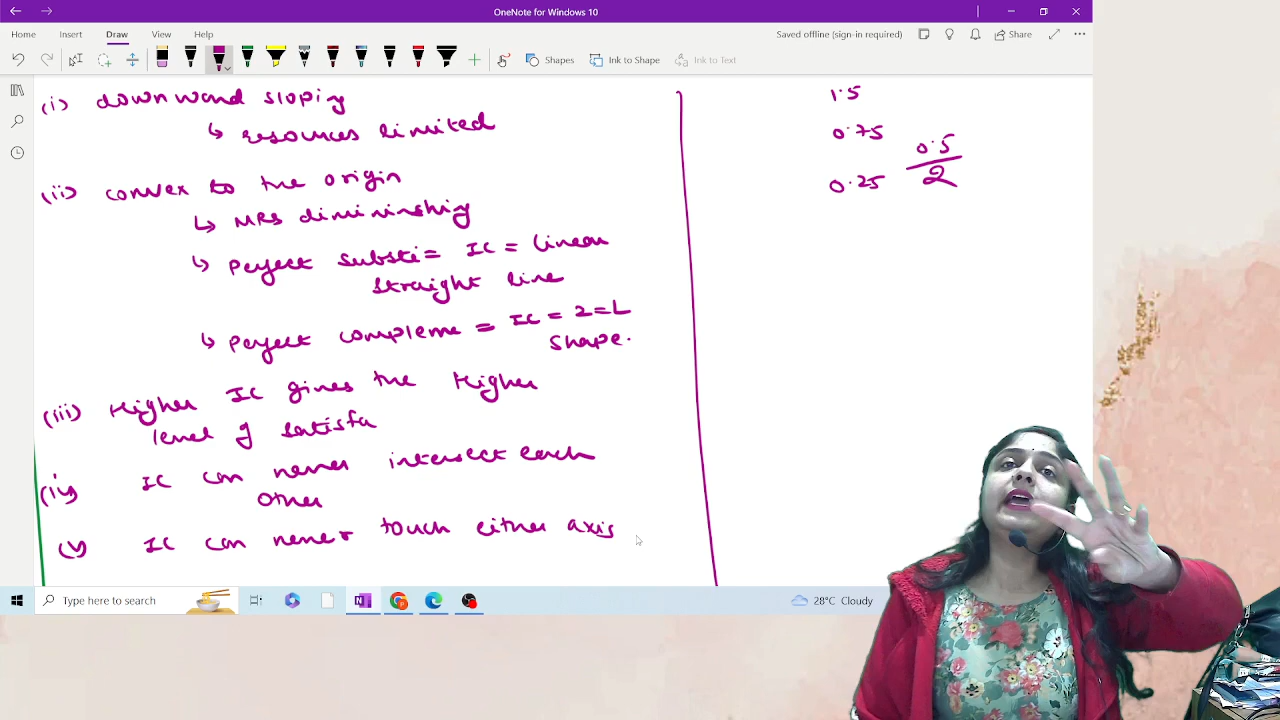 OneNote for Windows 10
Home Insert Draw View Help
Saved offline (sign-in required)
Share
Shapes
Ink to Shape
Ink to Text
(i) downward sloping
↳ resources limited
(ii) convex to the origin
↳ MRS diminishing
↳ Perfect substi = IC = Linear
straight line
↳ Perfect compleme = IC = 2 = L
shape.
(iii) Higher IC gives the Higher
level of satisfa
(iv) IC can never intersect each
other
(v) IC can never touch either axis
1.5
0.75
0.25
0.5
2
Type here to search
28°C Cloudy